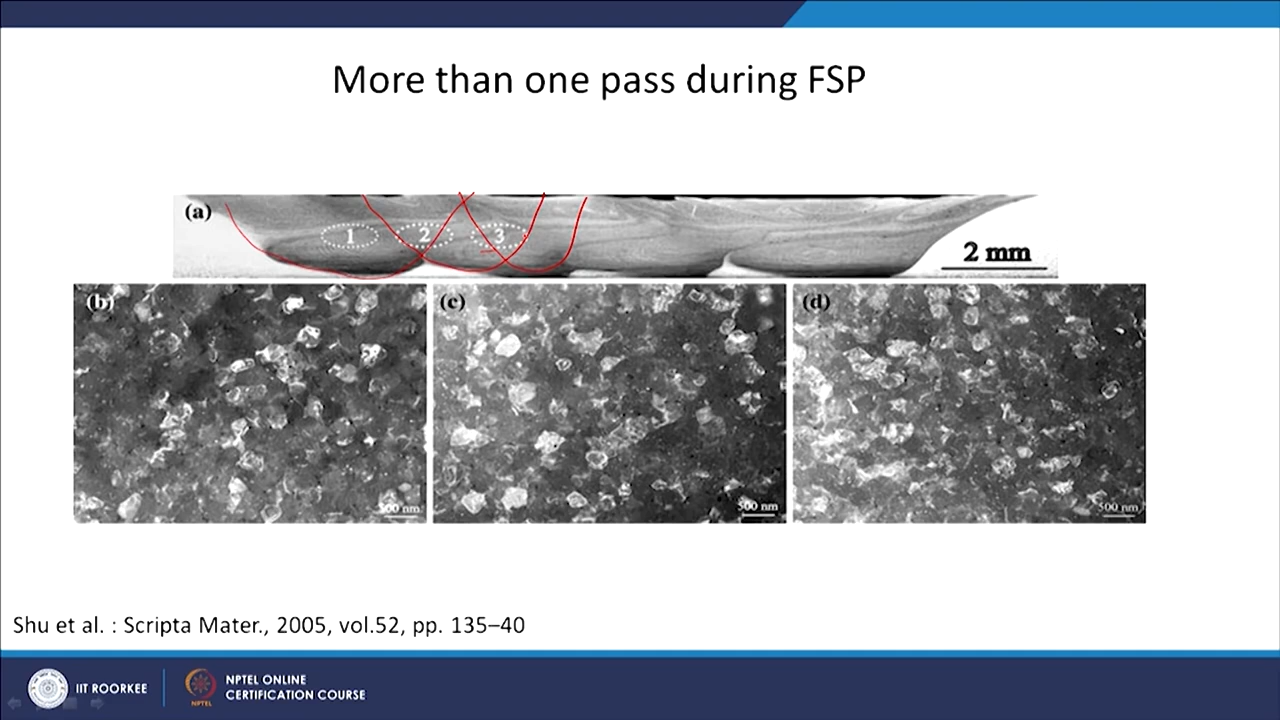 More than one pass during FSP
(a)
1
2
3
2 mm
(b)
(c)
(d)
500 nm
500 nm
500 nm
Shu et al. : Scripta Mater., 2005, vol.52, pp. 135–40
IIT ROORKEE
NPTEL
NPTEL ONLINE
CERTIFICATION COURSE